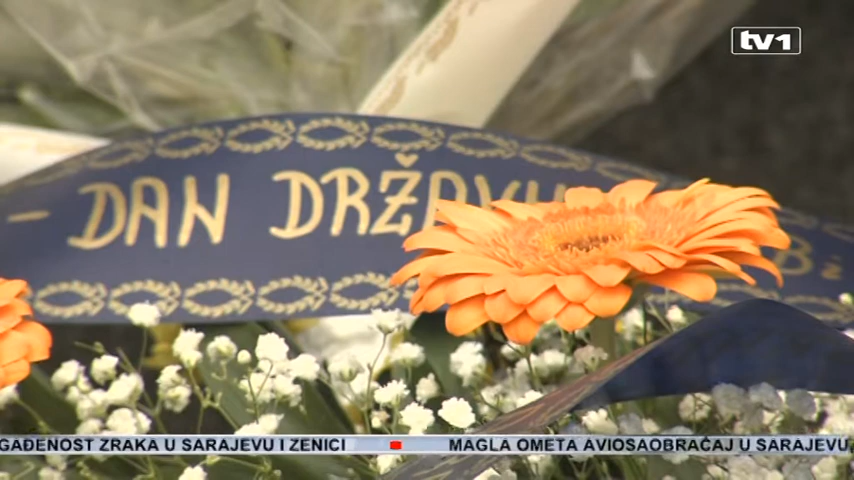 tv1
- DAN DRŽAV
GAĐENOST ZRAKA U SARAJEVU I ZENICI MAGLA OMETA AVIOSAOBRAĆAJ U SARAJEVU